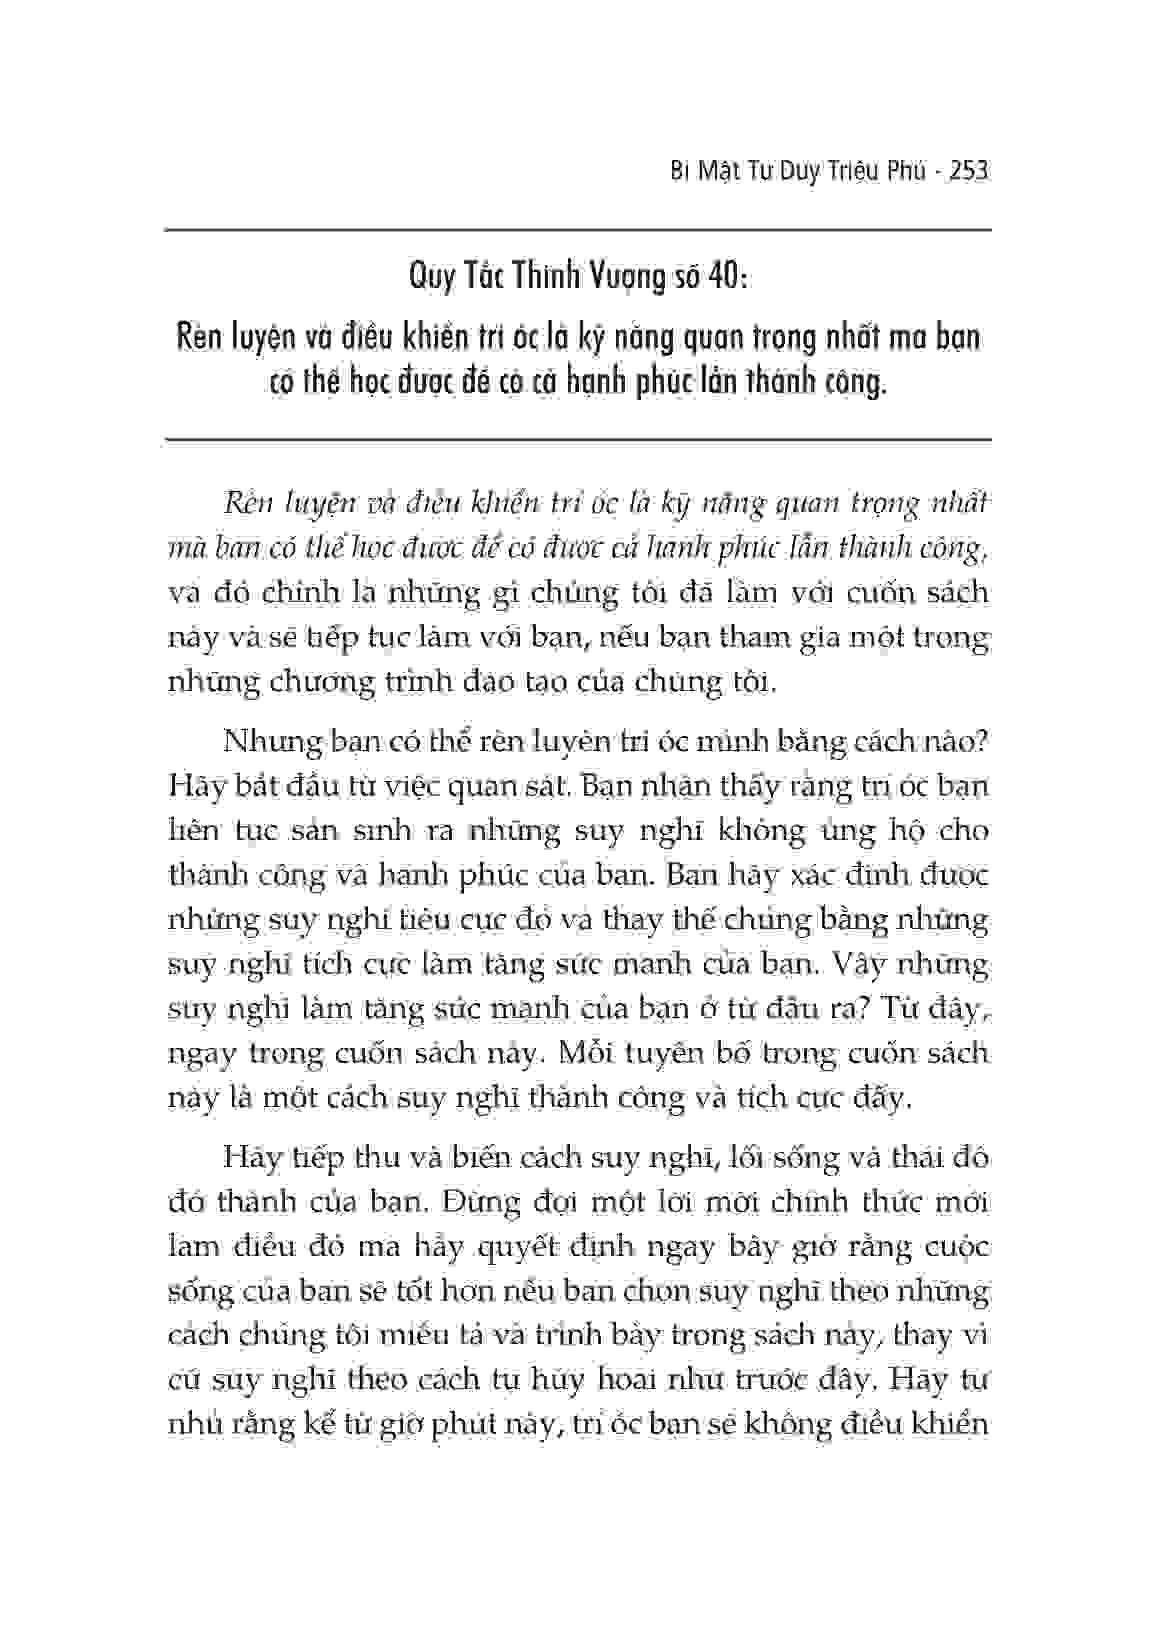 Bí Mật Tư Duy Triệu Phú - 253
Quy Tắc Thịnh Vượng số 40:
Rèn luyện và điều khiển trí óc là kỹ năng quan trọng nhất mà bạn
có thể học được để có cả hạnh phúc lẫn thành công.
Rèn luyện và điều khiển trí óc là kỹ năng quan trọng nhất
mà bạn có thể học được để có được cả hạnh phúc lẫn thành công,
và đó chính là những gì chúng tôi đã làm với cuốn sách
này và sẽ tiếp tục làm với bạn, nếu bạn tham gia một trong
những chương trình đào tạo của chúng tôi.
Nhưng bạn có thể rèn luyện trí óc mình bằng cách nào?
Hãy bắt đầu từ việc quan sát. Bạn nhận thấy rằng trí óc bạn
liên tục sản sinh ra những suy nghĩ không ủng hộ cho
thành công và hạnh phúc của bạn. Bạn hãy xác định được
những suy nghĩ tiêu cực đó và thay thế chúng bằng những
suy nghĩ tích cực làm tăng sức mạnh của bạn. Vậy những
suy nghĩ làm tăng sức mạnh của bạn ở từ đâu ra? Từ đây,
ngay trong cuốn sách này. Mỗi tuyên bố trong cuốn sách
này là một cách suy nghĩ thành công và tích cực đấy.
Hãy tiếp thu và biến cách suy nghĩ, lối sống và thái độ
đó thành của bạn. Đừng đợi một lời mời chính thức mới
làm điều đó mà hãy quyết định ngay bây giờ rằng cuộc
sống của bạn sẽ tốt hơn nếu bạn chọn suy nghĩ theo những
cách chúng tôi miêu tả và trình bày trong sách này, thay vì
cứ suy nghĩ theo cách tự hủy hoại như trước đây. Hãy tự
nhủ rằng kể từ giờ phút này, trí óc bạn sẽ không điều khiển